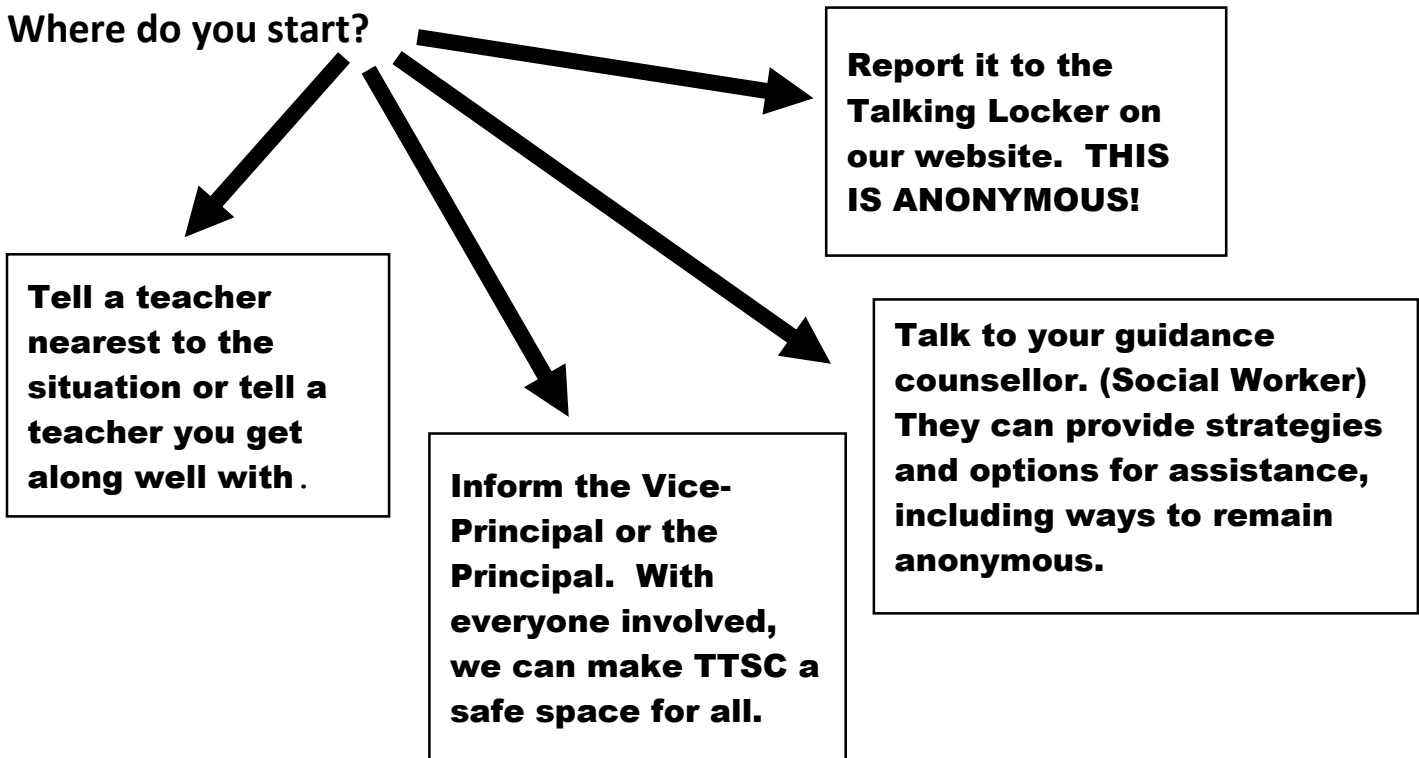 Where do you start?
Report it to the
Talking Locker on
our website.  THIS
IS ANONYMOUS!
Tell a teacher
nearest to the
situation or tell a
teacher you get
along well with.
Talk to your guidance
counsellor. (Social Worker)
They can provide strategies
and options for assistance,
including ways to remain
anonymous.
Inform the Vice-
Principal or the
Principal.  With
everyone involved,
we can make TTSC a
safe space for all.